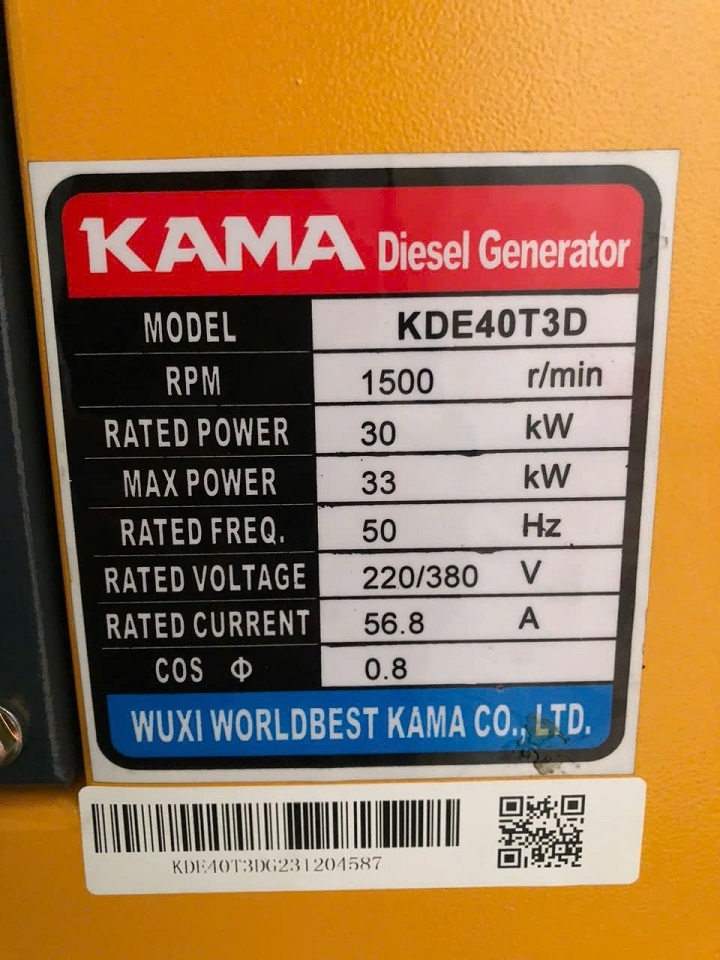 KAMA Diesel Generator
MODEL KDE40T3D
RPM 1500 r/min
RATED POWER 30 kW
MAX POWER 33 kW
RATED FREQ. 50 Hz
RATED VOLTAGE 220/380 V
RATED CURRENT 56.8 A
COS Φ 0.8
WUXI WORLDBEST KAMA CO., LTD.
KDE40T3DG231204587